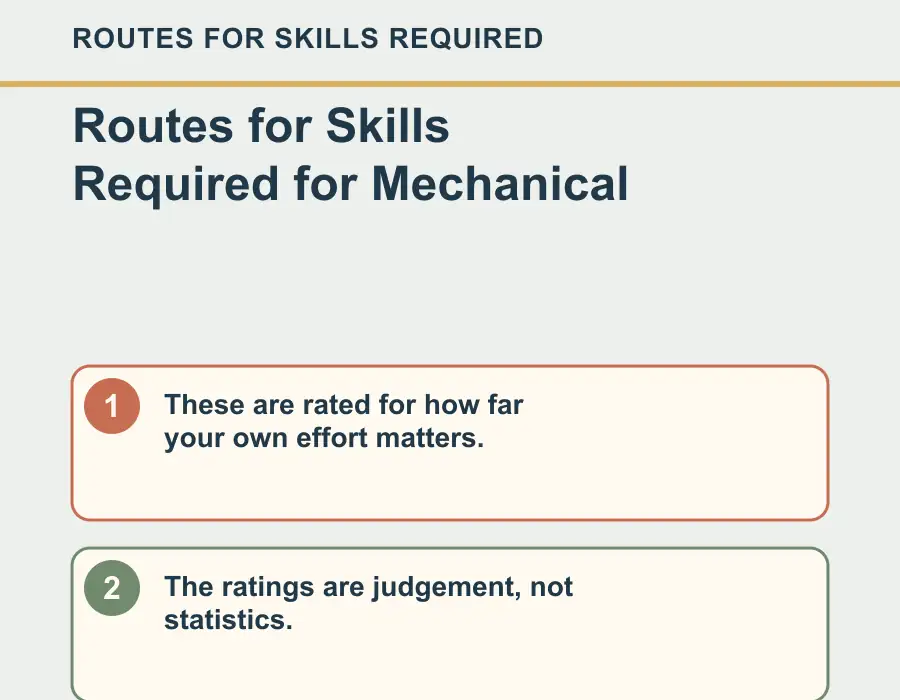 ROUTES FOR SKILLS REQUIRED
Routes for Skills
Required for Mechanical
1
These are rated for how far
your own effort matters.
2
The ratings are judgement, not
statistics.